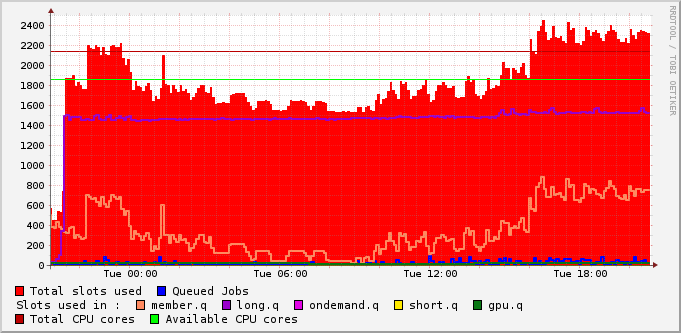 2400
2200
2000
1800
1600
1400
1200
1000
800
600
400
200
0
Tue 00:00 Tue 06:00 Tue 12:00 Tue 18:00
RRDTOOL / TOBI OETIKER
Total slots used Queued Jobs
Slots used in : member.q long.q ondemand.q short.q gpu.q
Total CPU cores Available CPU cores